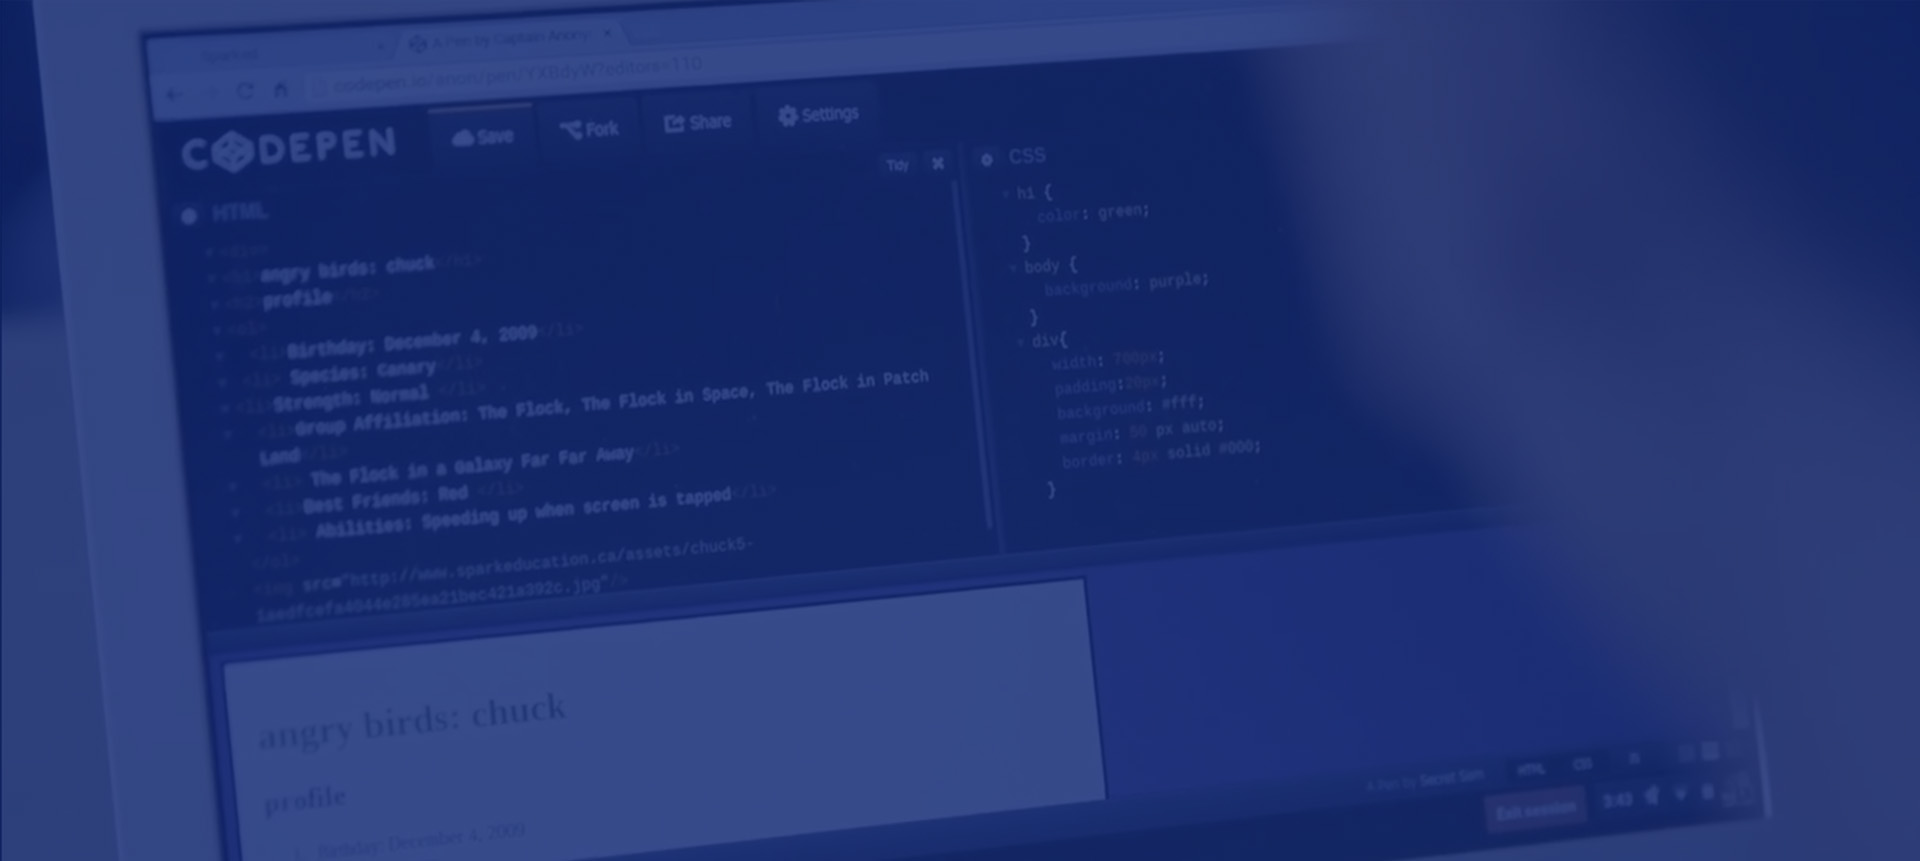 A Pen by Captain Anony
codepen.io/anon/pen/YXBdyW?editors=110
CODEPEN
Save
Fork
Share
Settings
HTML
Tidy
<div>
angry birds: chuck</h1>
<h2>profile</h2>
<ol>
<li>Birthday: December 4, 2009</li>
<li> Species: Canary</li>
<li>Strength: Normal </li>
<li>Group Affiliation: The Flock, The Flock in Space, The Flock in Patch
Land</li>
<li> The Flock in a Galaxy Far Far Away</li>
<li>Best Friends: Red </li>
<li> Abilities: Speeding up when screen is tapped</li>
</ol>
<img src="http://www.sparkeducation.ca/assets/chuck5-
CSS
h1 {
color: green;
}
body {
background: purple;
}
div{
width: 700px;
padding:20px;
background: #fff;
margin: 50 px auto;
border: 4px solid #000;
}
angry birds: chuck
profile
1. Birthday: December 4, 2009
A Pen by Secret Sam
HTML
CSS
JS
Exit session
3:43